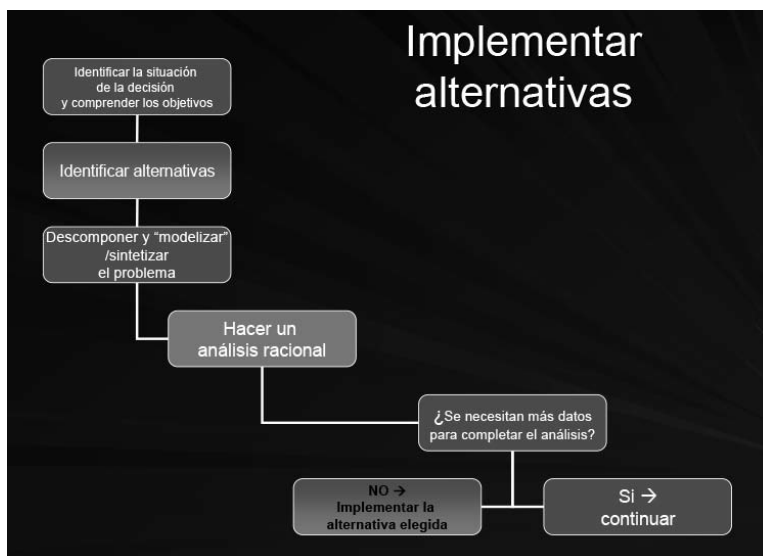 Implementar
alternativas
Identificar la situación
de la decisión
y comprender los objetivos
Identificar alternativas
Descomponer y “modelizar”
/sintetizar
el problema
Hacer un
análisis racional
¿Se necesitan más datos
para completar el análisis?
NO →
Implementar la
alternativa elegida
Si →
continuar